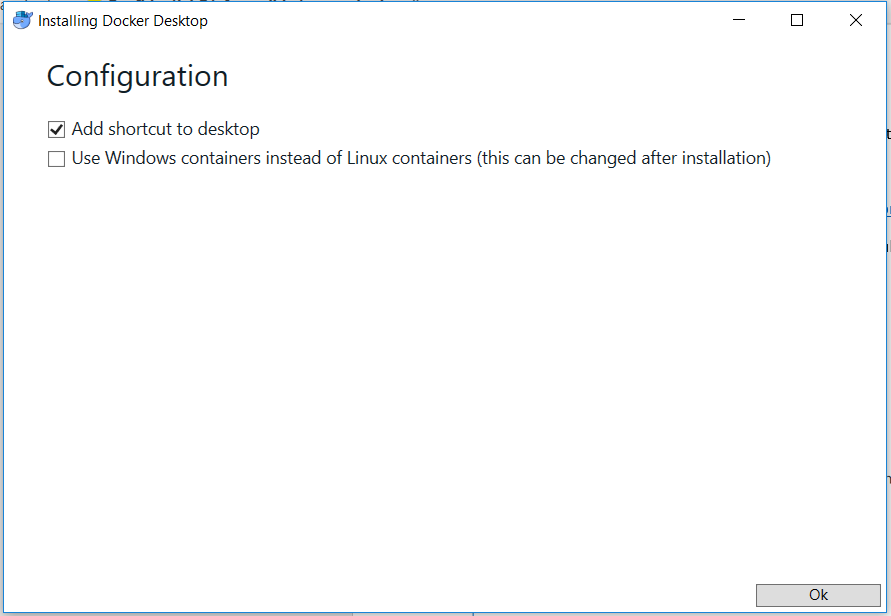 Installing Docker Desktop
Configuration
Add shortcut to desktop
Use Windows containers instead of Linux containers (this can be changed after installation)
Ok